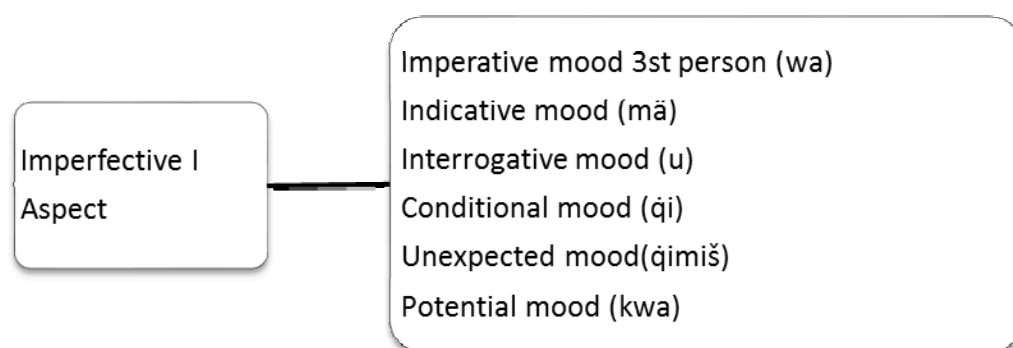 Imperfective I
Aspect
Imperative mood 3st person (wa)
Indicative mood (mä)
Interrogative mood (u)
Conditional mood (q̇i)
Unexpected mood(q̇imiš)
Potential mood (kwa)